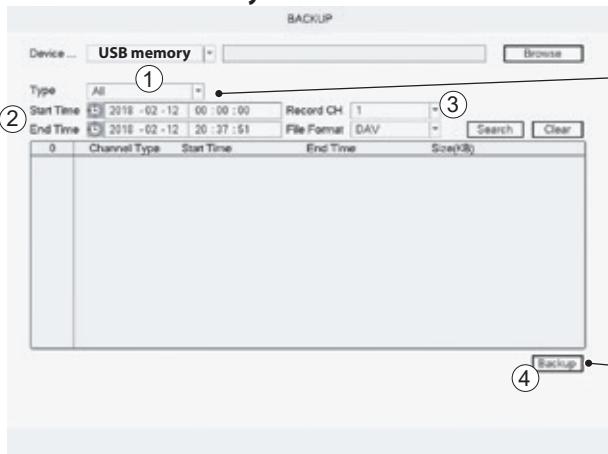 BACKUP
Device ... USB memory Browse
Type All
1
2
Start Time 2018 - 02 - 12 00 : 00 : 00 Record CH 1
3
End Time 2018 - 02 - 12 20 : 37 : 51 File Format DAV Search Clear
0 Channel Type Start Time End Time Size(KB)
Backup
4